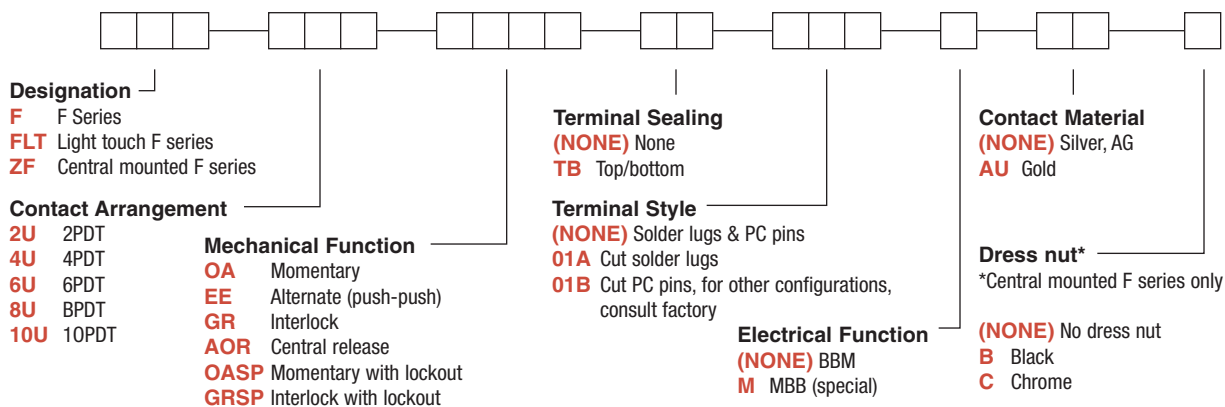 Designation
F F Series
FLT Light touch F series
ZF Central mounted F series
Contact Arrangement
2U 2PDT
4U 4PDT
6U 6PDT
8U BPDT
10U 10PDT
Mechanical Function
OA Momentary
EE Alternate (push-push)
GR Interlock
AOR Central release
OASP Momentary with lockout
GRSP Interlock with lockout
Terminal Sealing
(NONE) None
TB Top/bottom
Terminal Style
(NONE) Solder lugs & PC pins
01A Cut solder lugs
01B Cut PC pins, for other configurations,
consult factory
Electrical Function
(NONE) BBM
M MBB (special)
Contact Material
(NONE) Silver, AG
AU Gold
Dress nut*
*Central mounted F series only
(NONE) No dress nut
B Black
C Chrome